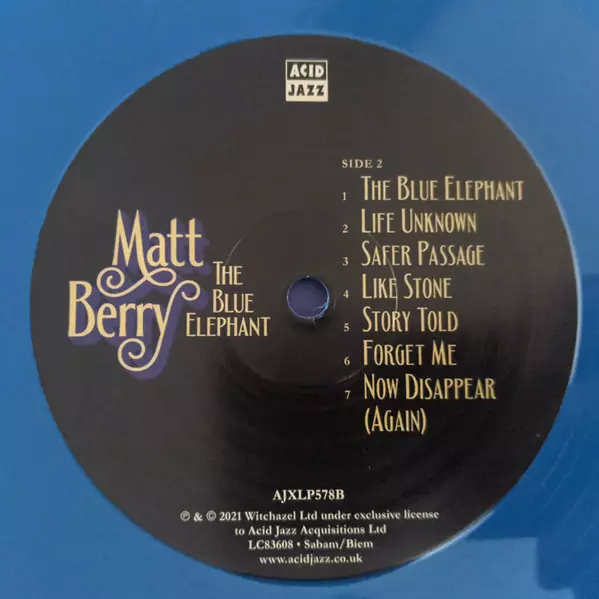 ACID
JAZZ
Matt
Berry
THE
BLUE
ELEPHANT
SIDE 2
1 THE BLUE ELEPHANT
2 LIFE UNKNOWN
3 SAFER PASSAGE
4 LIKE STONE
5 STORY TOLD
6 FORGET ME
7 NOW DISAPPEAR
(AGAIN)
AJXLP578B
℗ & © 2021 Witchazel Ltd under exclusive license
to Acid Jazz Acquisitions Ltd
LC83608 • Sabam/Biem
www.acidjazz.co.uk